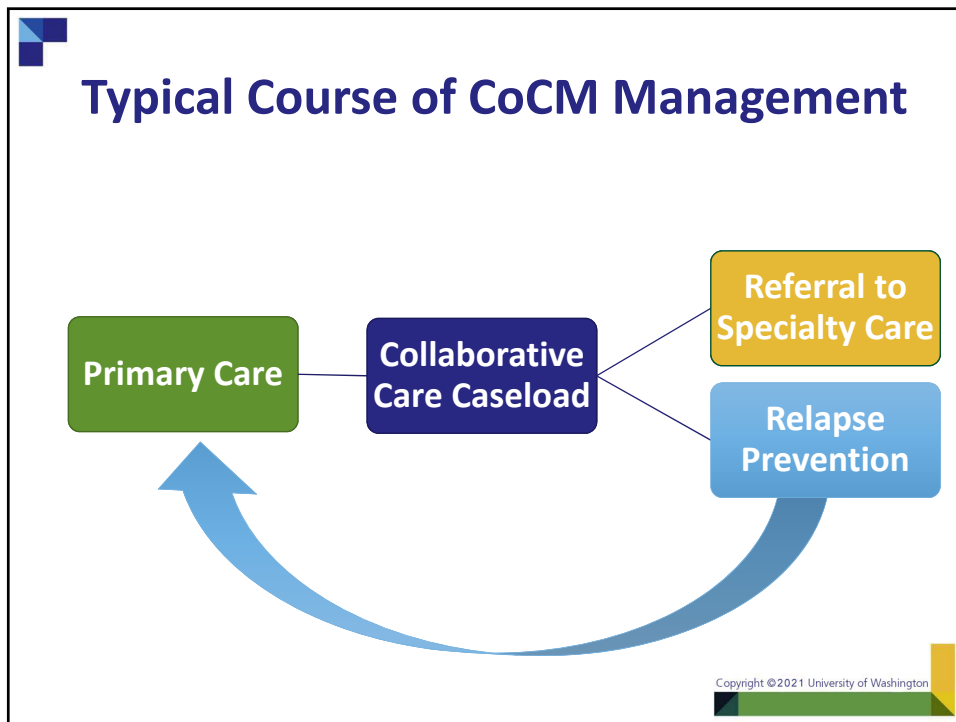 Typical Course of CoCM Management
Primary Care
Collaborative
Care Caseload
Referral to
Specialty Care
Relapse
Prevention
Copyright ©2021 University of Washington